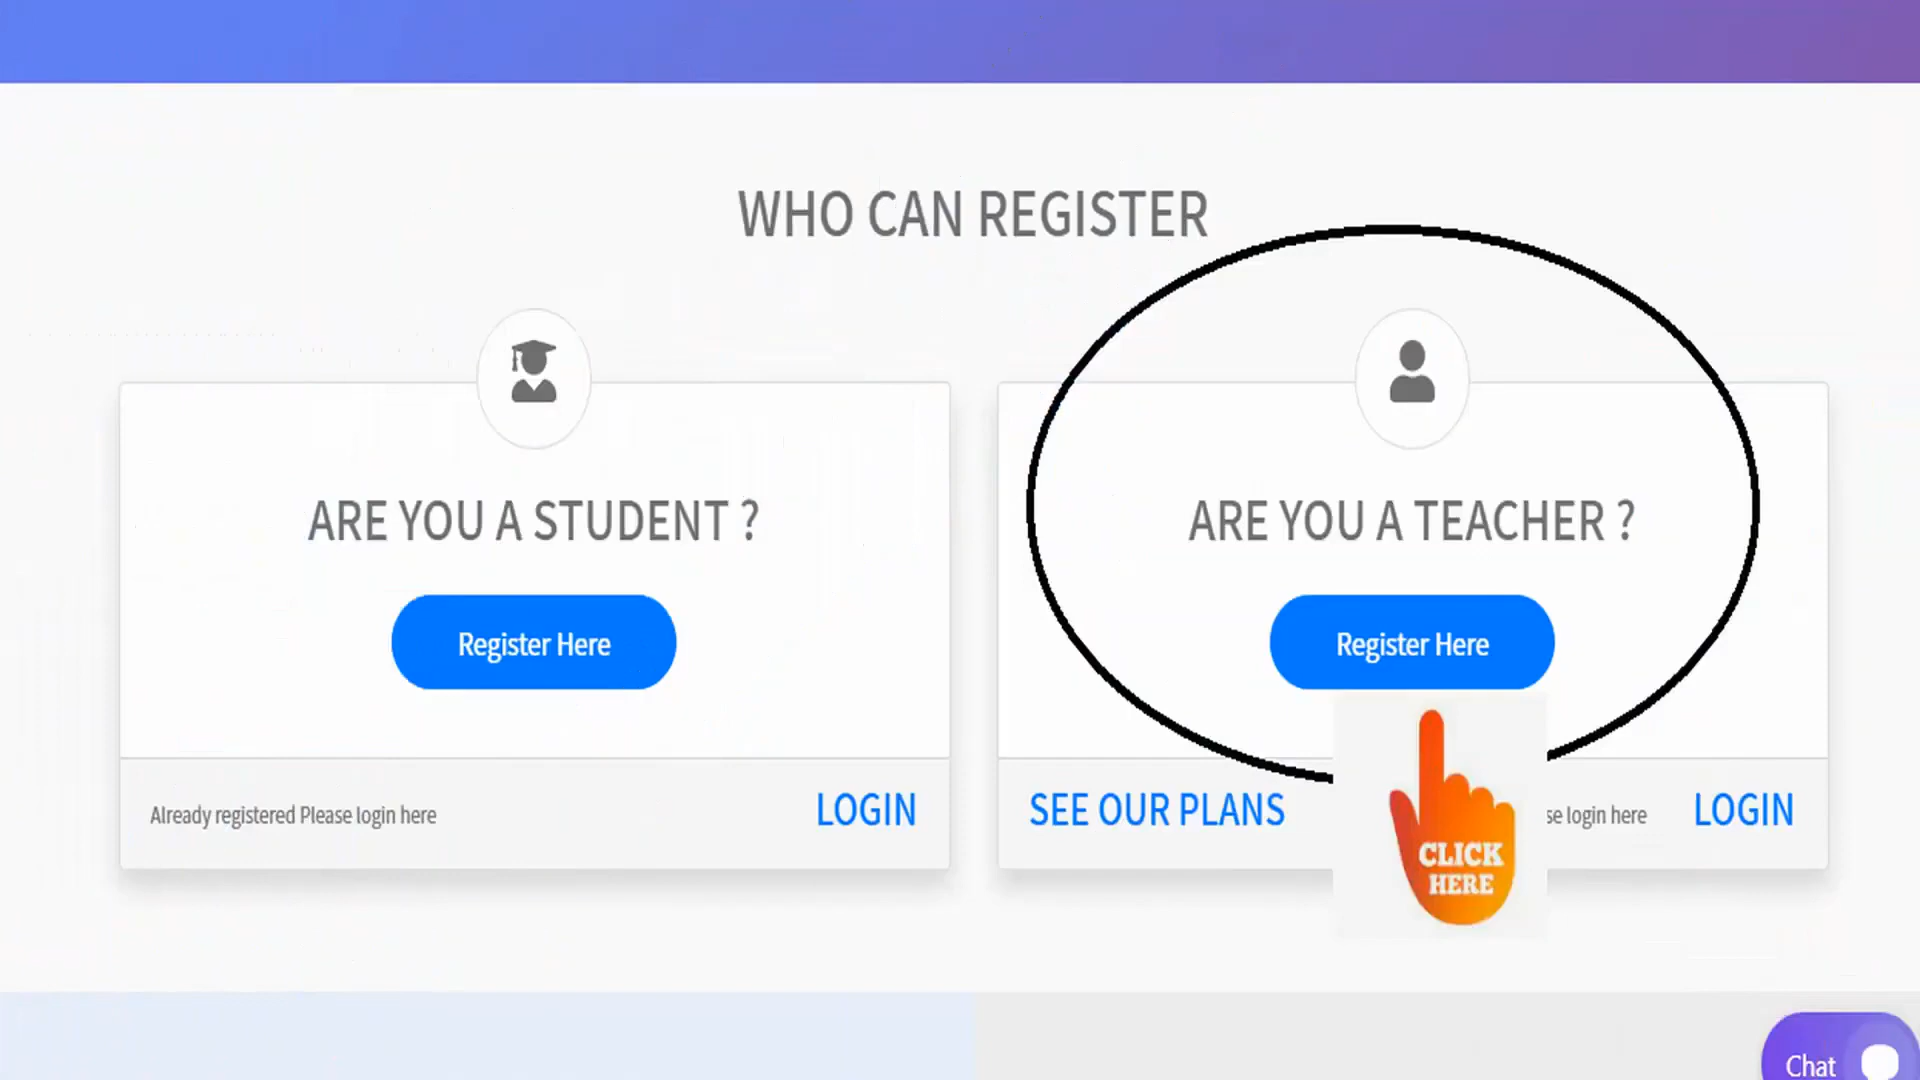 WHO CAN REGISTER
ARE YOU A STUDENT ?
Register Here
Already registered Please login here
LOGIN
ARE YOU A TEACHER ?
Register Here
SEE OUR PLANS
login here
LOGIN
CLICK
HERE
Chat